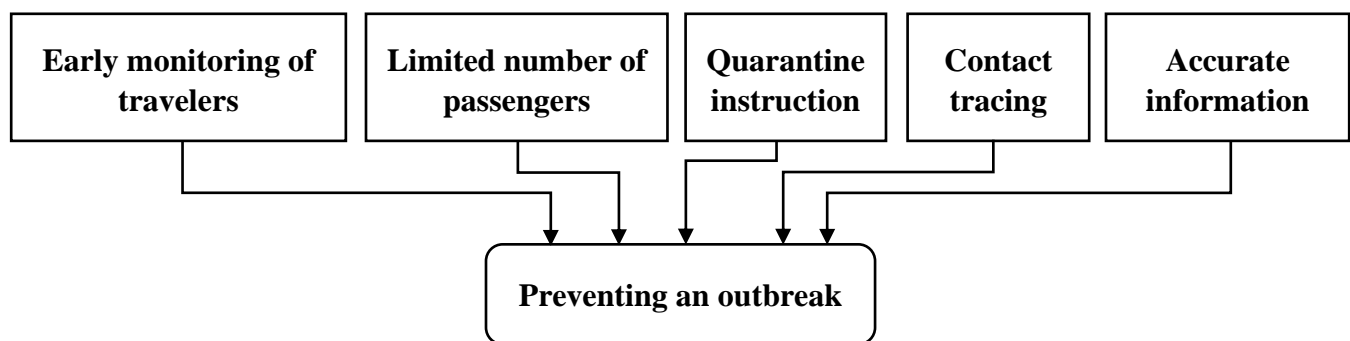 Early monitoring of
travelers
Limited number of
passengers
Quarantine
instruction
Contact
tracing
Accurate
information
Preventing an outbreak